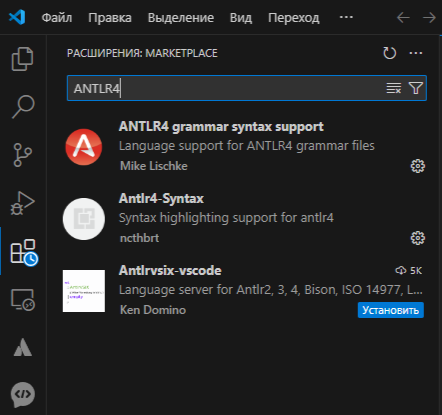 Файл Правка Выделение Вид Переход ···
РАСШИРЕНИЯ: MARKETPLACE
ANTLR4
ANTLR4 grammar syntax support
Language support for ANTLR4 grammar files
Mike Lischke
Antlr4-Syntax
Syntax highlighting support for antlr4
ncthbrt
Antlrvsix-vscode 5K
Language server for Antlr2, 3, 4, Bison, ISO 14977, L...
Ken Domino Установить